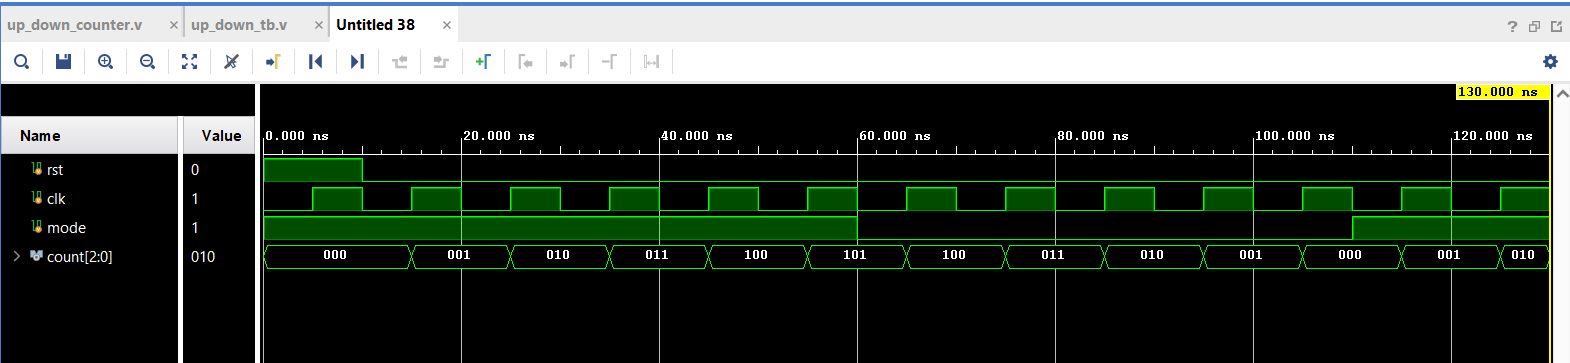 up_down_counter.v × up_down_tb.v × Untitled 38 × ?
130.000 ns
Name Value 0.000 ns 20.000 ns 40.000 ns 60.000 ns 80.000 ns 100.000 ns 120.000 ns
rst 0
clk 1
mode 1
count[2:0] 010 000 001 010 011 100 101 100 011 010 001 000 001 010